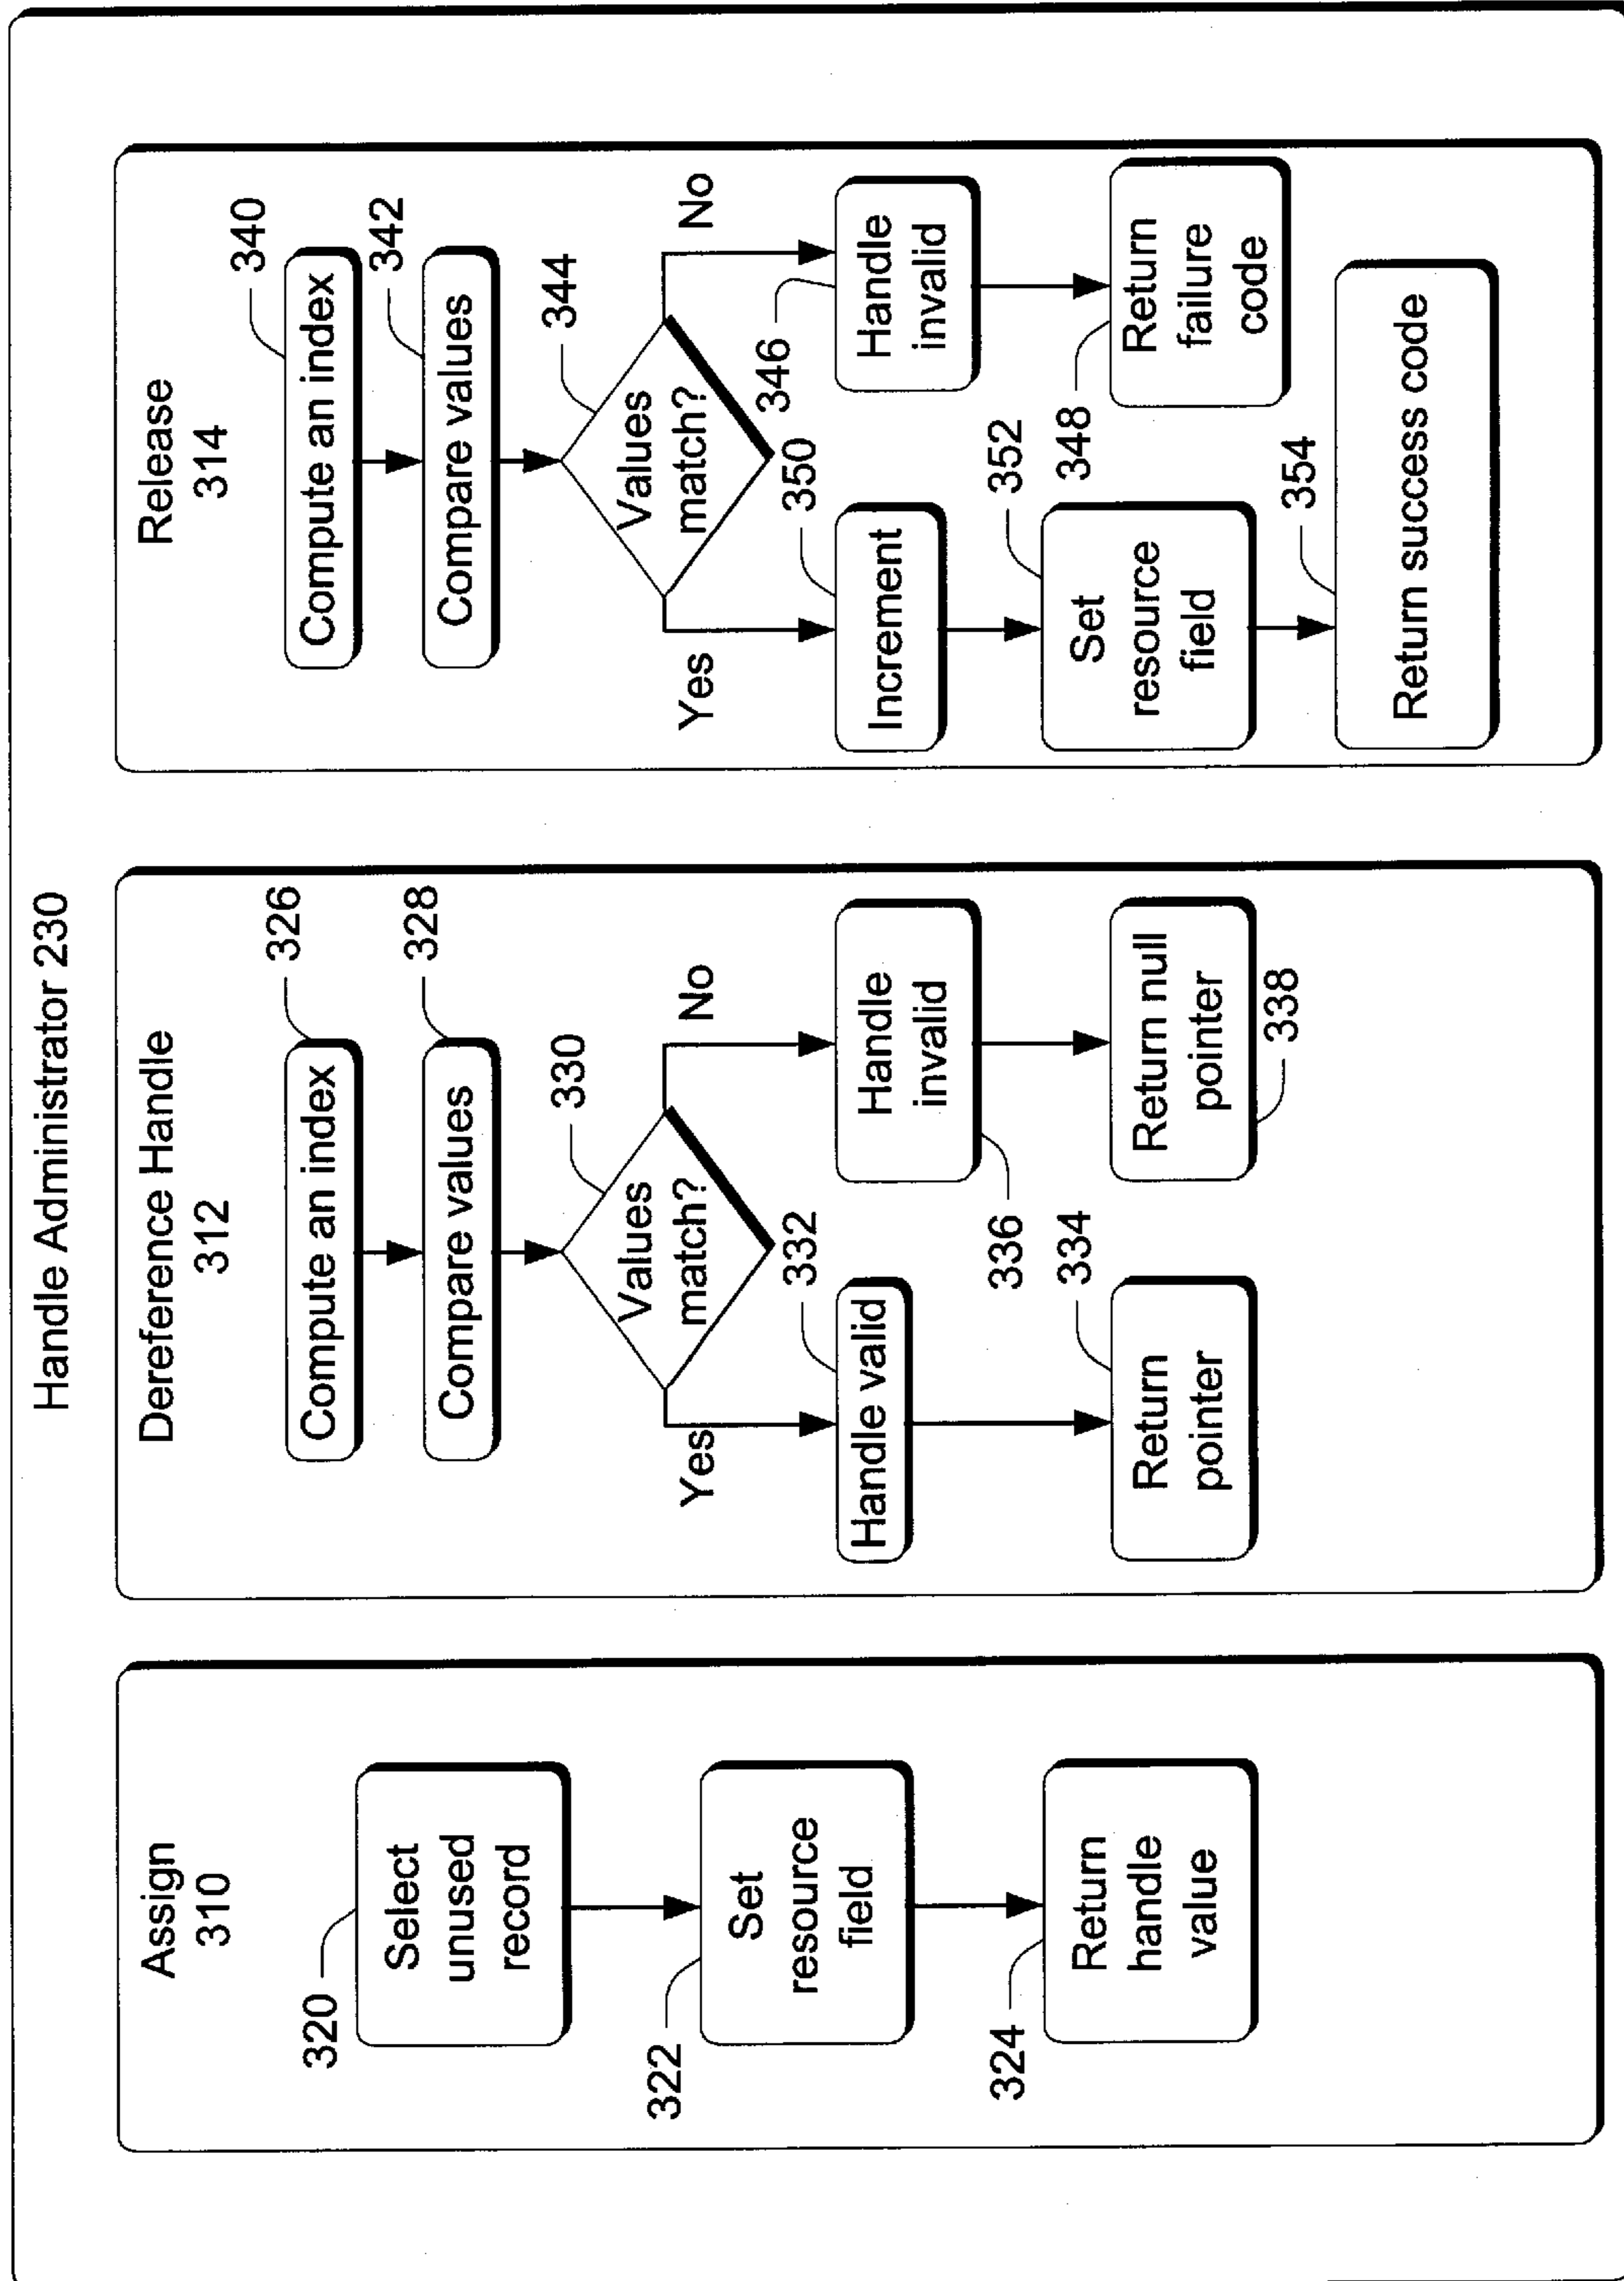 Handle Administrator 230
Assign
310
320
Select
unused
record
322
Set
resource
field
324
Return
handle
value
Dereference Handle
312
326
Compute an index
328
Compare values
330
Values
match?
Yes
No
332
Handle valid
334
Return
pointer
Handle
invalid
336
Return null
pointer
338
Release
314
340
Compute an index
342
Compare values
344
Values
match?
Yes
No
350
Increment
352
Set
resource
field
354
Return success code
346
Handle
invalid
348
Return
failure
code